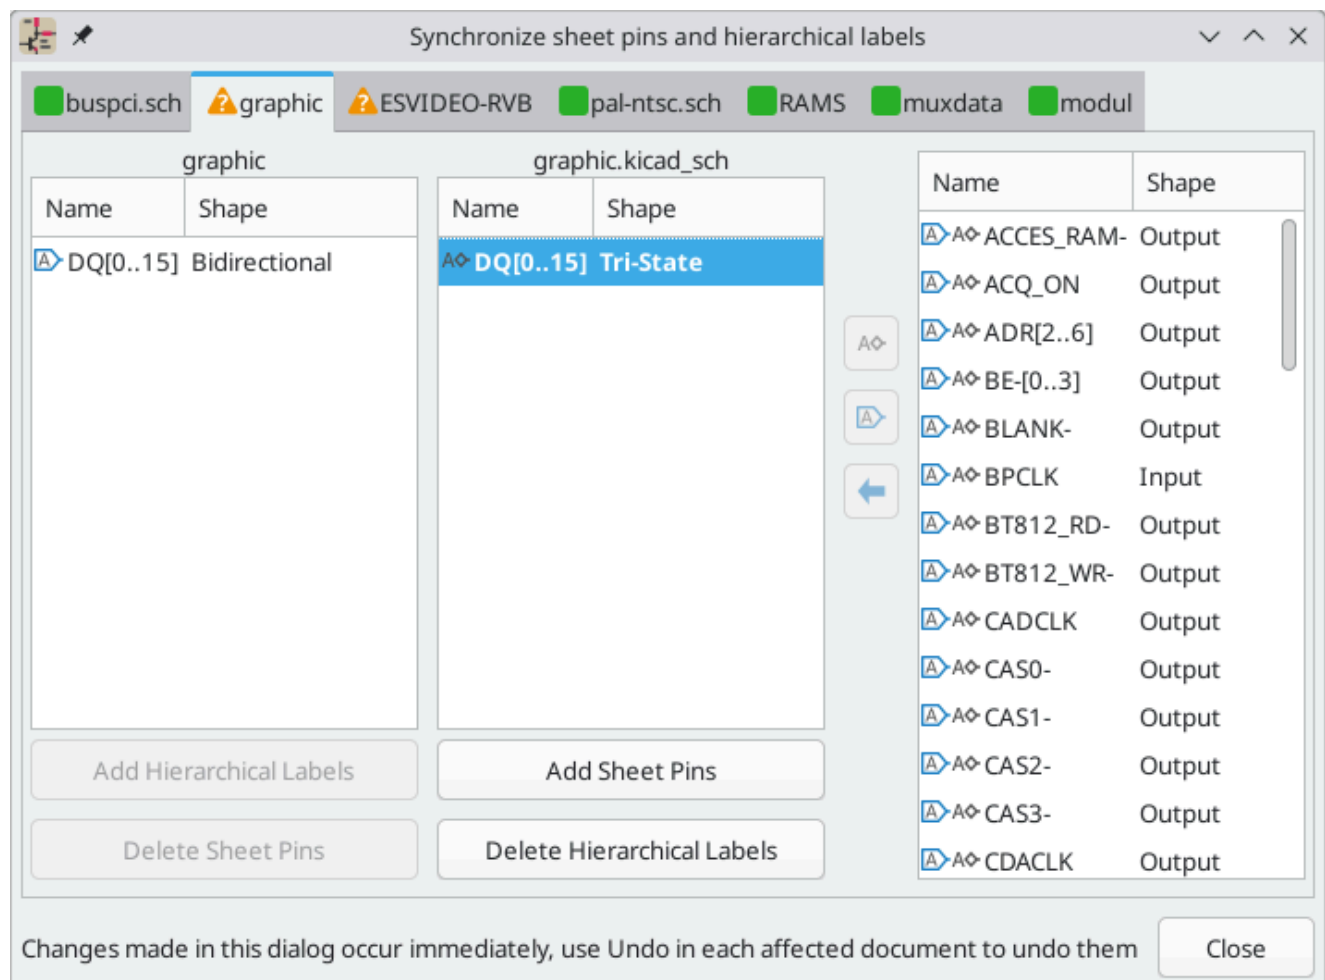 Synchronize sheet pins and hierarchical labels
buspci.sch graphic ESVIDEO-RVB pal-ntsc.sch RAMS muxdata modul
graphic
Name Shape
DQ[0..15] Bidirectional
Add Hierarchical Labels
Delete Sheet Pins
graphic.kicad_sch
Name Shape
DQ[0..15] Tri-State
Add Sheet Pins
Delete Hierarchical Labels
Name Shape
ACCES_RAM- Output
ACQ_ON Output
ADR[2..6] Output
BE-[0..3] Output
BLANK- Output
BPCLK Input
BT812_RD- Output
BT812_WR- Output
CADCLK Output
CAS0- Output
CAS1- Output
CAS2- Output
CAS3- Output
CDACLK Output
Changes made in this dialog occur immediately, use Undo in each affected document to undo them
Close